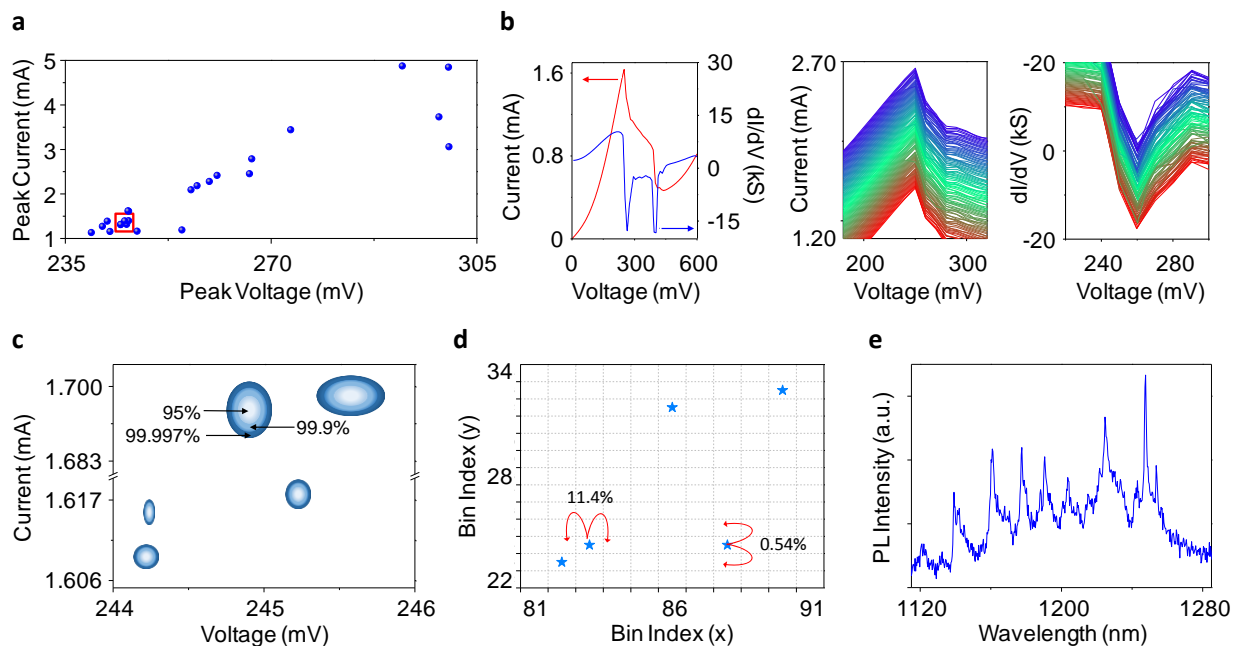 a
5
4
3
2
1
Peak Current (mA)
235
270
305
Peak Voltage (mV)
b
1.6
0.8
0
Current (mA)
30
15
0
-15
dI/dV (kS)
0
300
600
Voltage (mV)
2.70
1.20
Current (mA)
200
300
Voltage (mV)
-20
-10
0
-10
-20
dI/dV (kS)
240
280
Voltage (mV)
c
1.700
1.683
1.617
1.606
Current (mA)
95%
99.9%
99.997%
244
245
246
Voltage (mV)
d
34
28
22
Bin Index (y)
11.4%
0.54%
81
86
91
Bin Index (x)
e
PL Intensity (a.u.)
1120
1200
1280
Wavelength (nm)